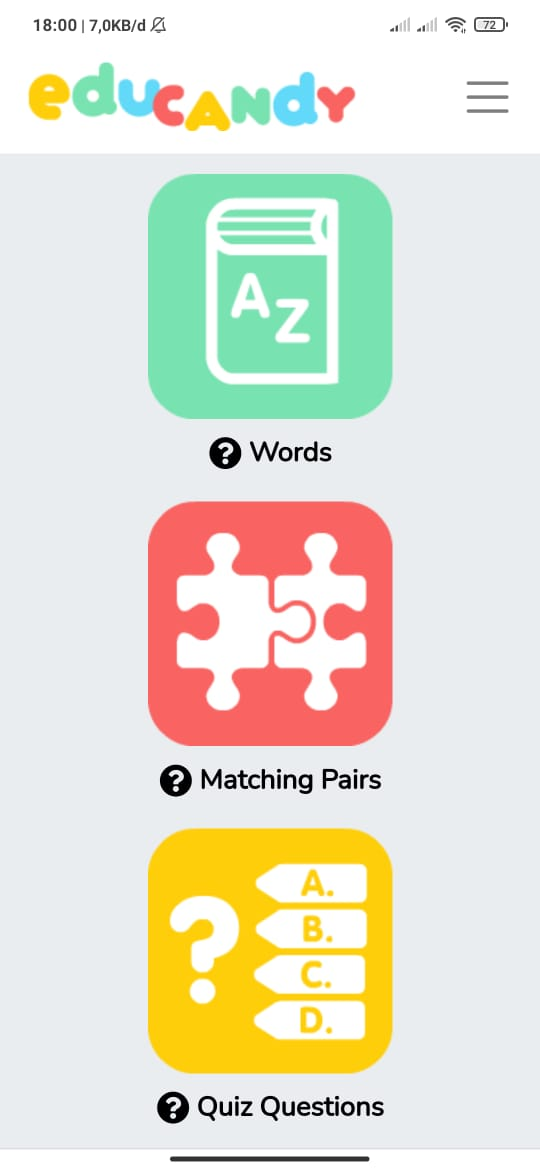 18:00 | 7,0KB/d
72
eduCANdY
AZ
? Words
? Matching Pairs
?
A.
B.
C.
D.
? Quiz Questions